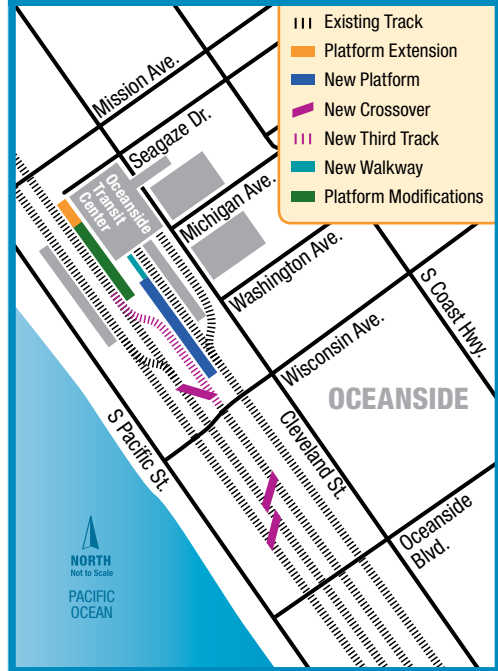 Existing Track
Platform Extension
New Platform
New Crossover
New Third Track
New Walkway
Platform Modifications
Mission Ave.
Seagaze Dr.
Oceanside
Transit
Center
Michigan Ave.
Washington Ave.
S Coast Hwy.
Wisconsin Ave.
OCEANSIDE
Cleveland St.
S Pacific St.
Oceanside
Blvd.
NORTH
Not to Scale
PACIFIC
OCEAN